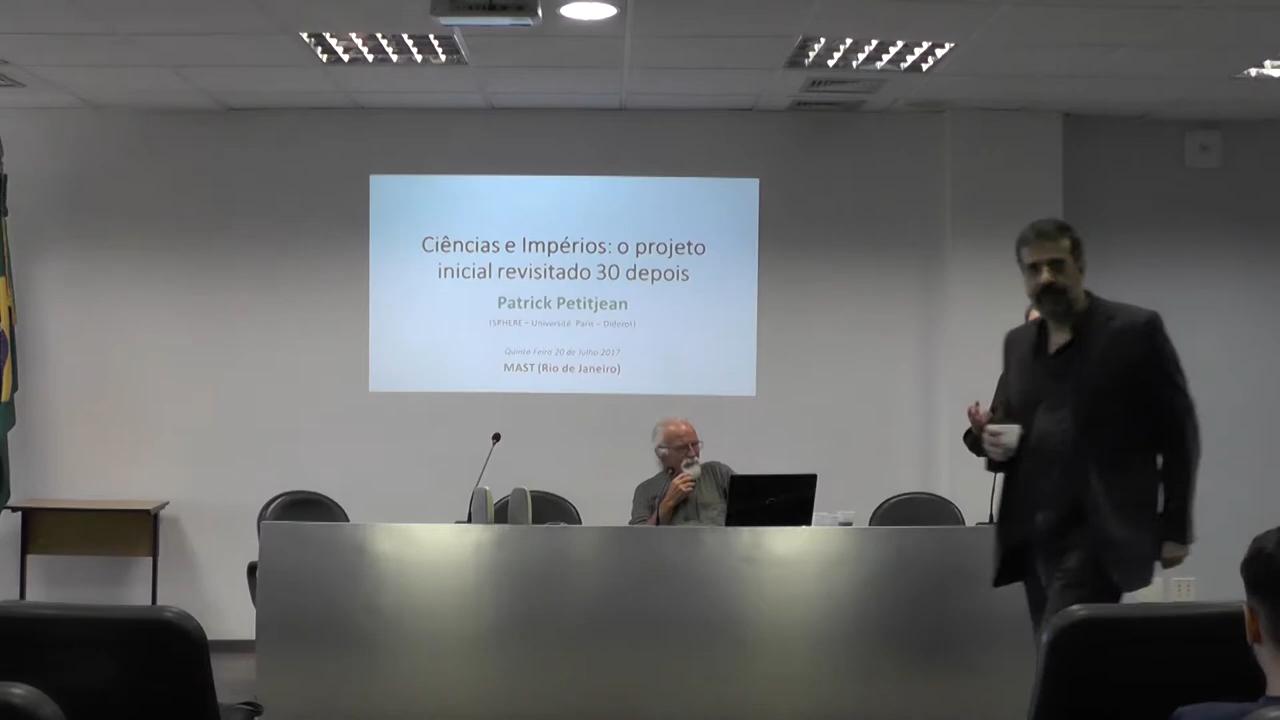 Ciências e Impérios: o projeto
inicial revisitado 30 depois
Patrick Petitjean
(SPHERE – Université Paris – Diderot)
Quinta Feira 20 de Julho 2017
MAST (Rio de Janeiro)